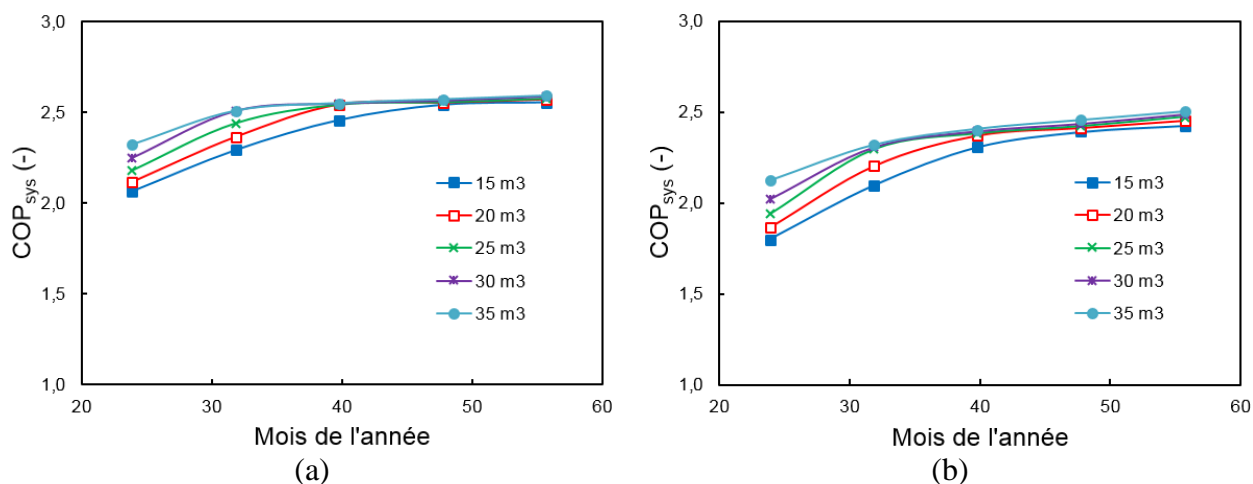 (a)
3,0
2,5
2,0
1,5
1,0
COPsys (-)
15 m3
20 m3
25 m3
30 m3
35 m3
20 30 40 50 60
Mois de l'année
(a)
(b)
3,0
2,5
2,0
1,5
1,0
COPsys (-)
15 m3
20 m3
25 m3
30 m3
35 m3
20 30 40 50 60
Mois de l'année
(b)